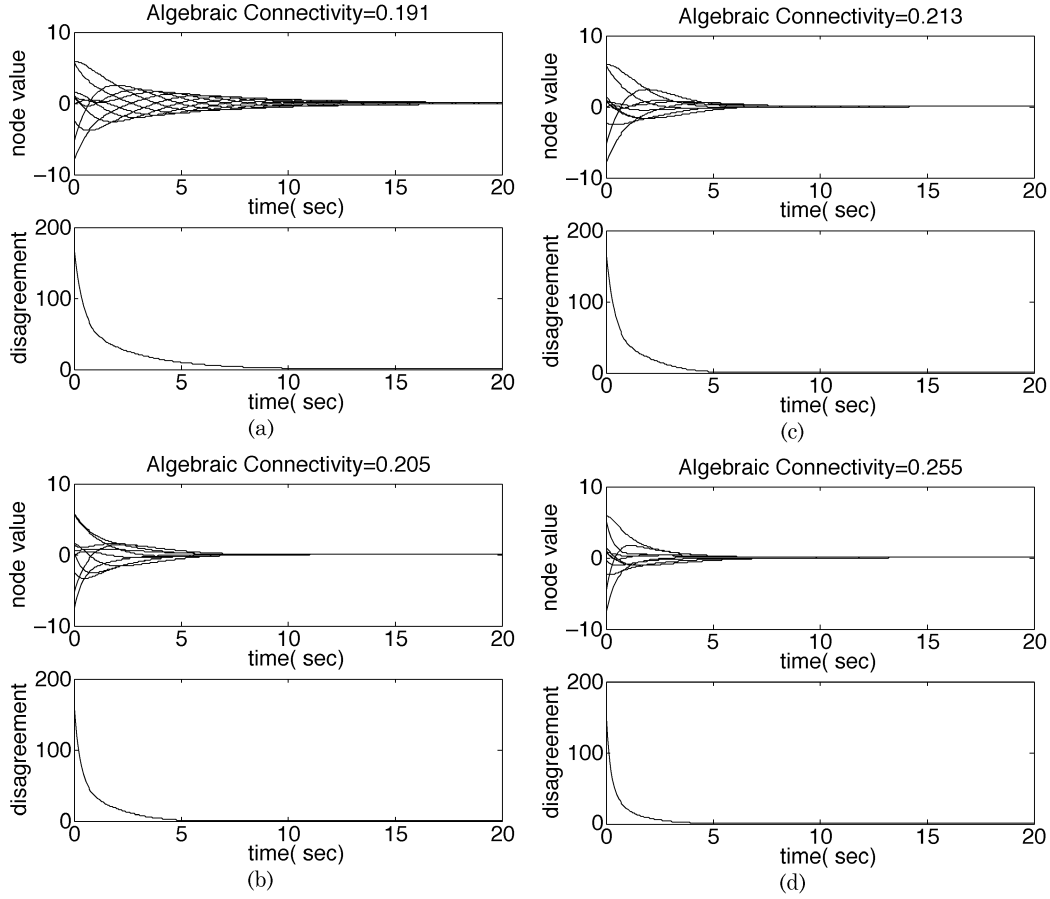 Algebraic Connectivity=0.191
10
0
−10
node value
0 5 10 15 20
time( sec)
200
100
0
disagreement
0 5 10 15 20
time( sec)
(a)
Algebraic Connectivity=0.213
10
0
−10
node value
0 5 10 15 20
time( sec)
200
100
0
disagreement
0 5 10 15 20
time( sec)
(c)
Algebraic Connectivity=0.205
10
0
−10
node value
0 5 10 15 20
time( sec)
200
100
0
disagreement
0 5 10 15 20
time( sec)
(b)
Algebraic Connectivity=0.255
10
0
−10
node value
0 5 10 15 20
time( sec)
200
100
0
disagreement
0 5 10 15 20
time( sec)
(d)